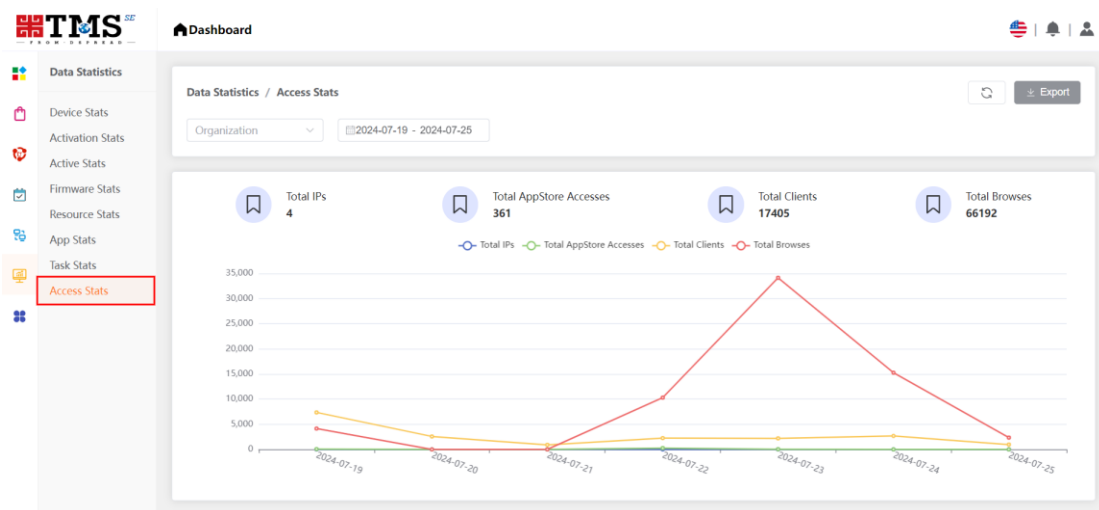 TMS SE
Dashboard
Data Statistics
Device Stats
Activation Stats
Active Stats
Firmware Stats
Resource Stats
App Stats
Task Stats
Access Stats
Data Statistics / Access Stats
Export
Organization
2024-07-19 - 2024-07-25
Total IPs
4
Total AppStore Accesses
361
Total Clients
17405
Total Browses
66192
Total IPs Total AppStore Accesses Total Clients Total Browses
35,000
30,000
25,000
20,000
15,000
10,000
5,000
0
2024-07-19
2024-07-20
2024-07-21
2024-07-22
2024-07-23
2024-07-24
2024-07-25